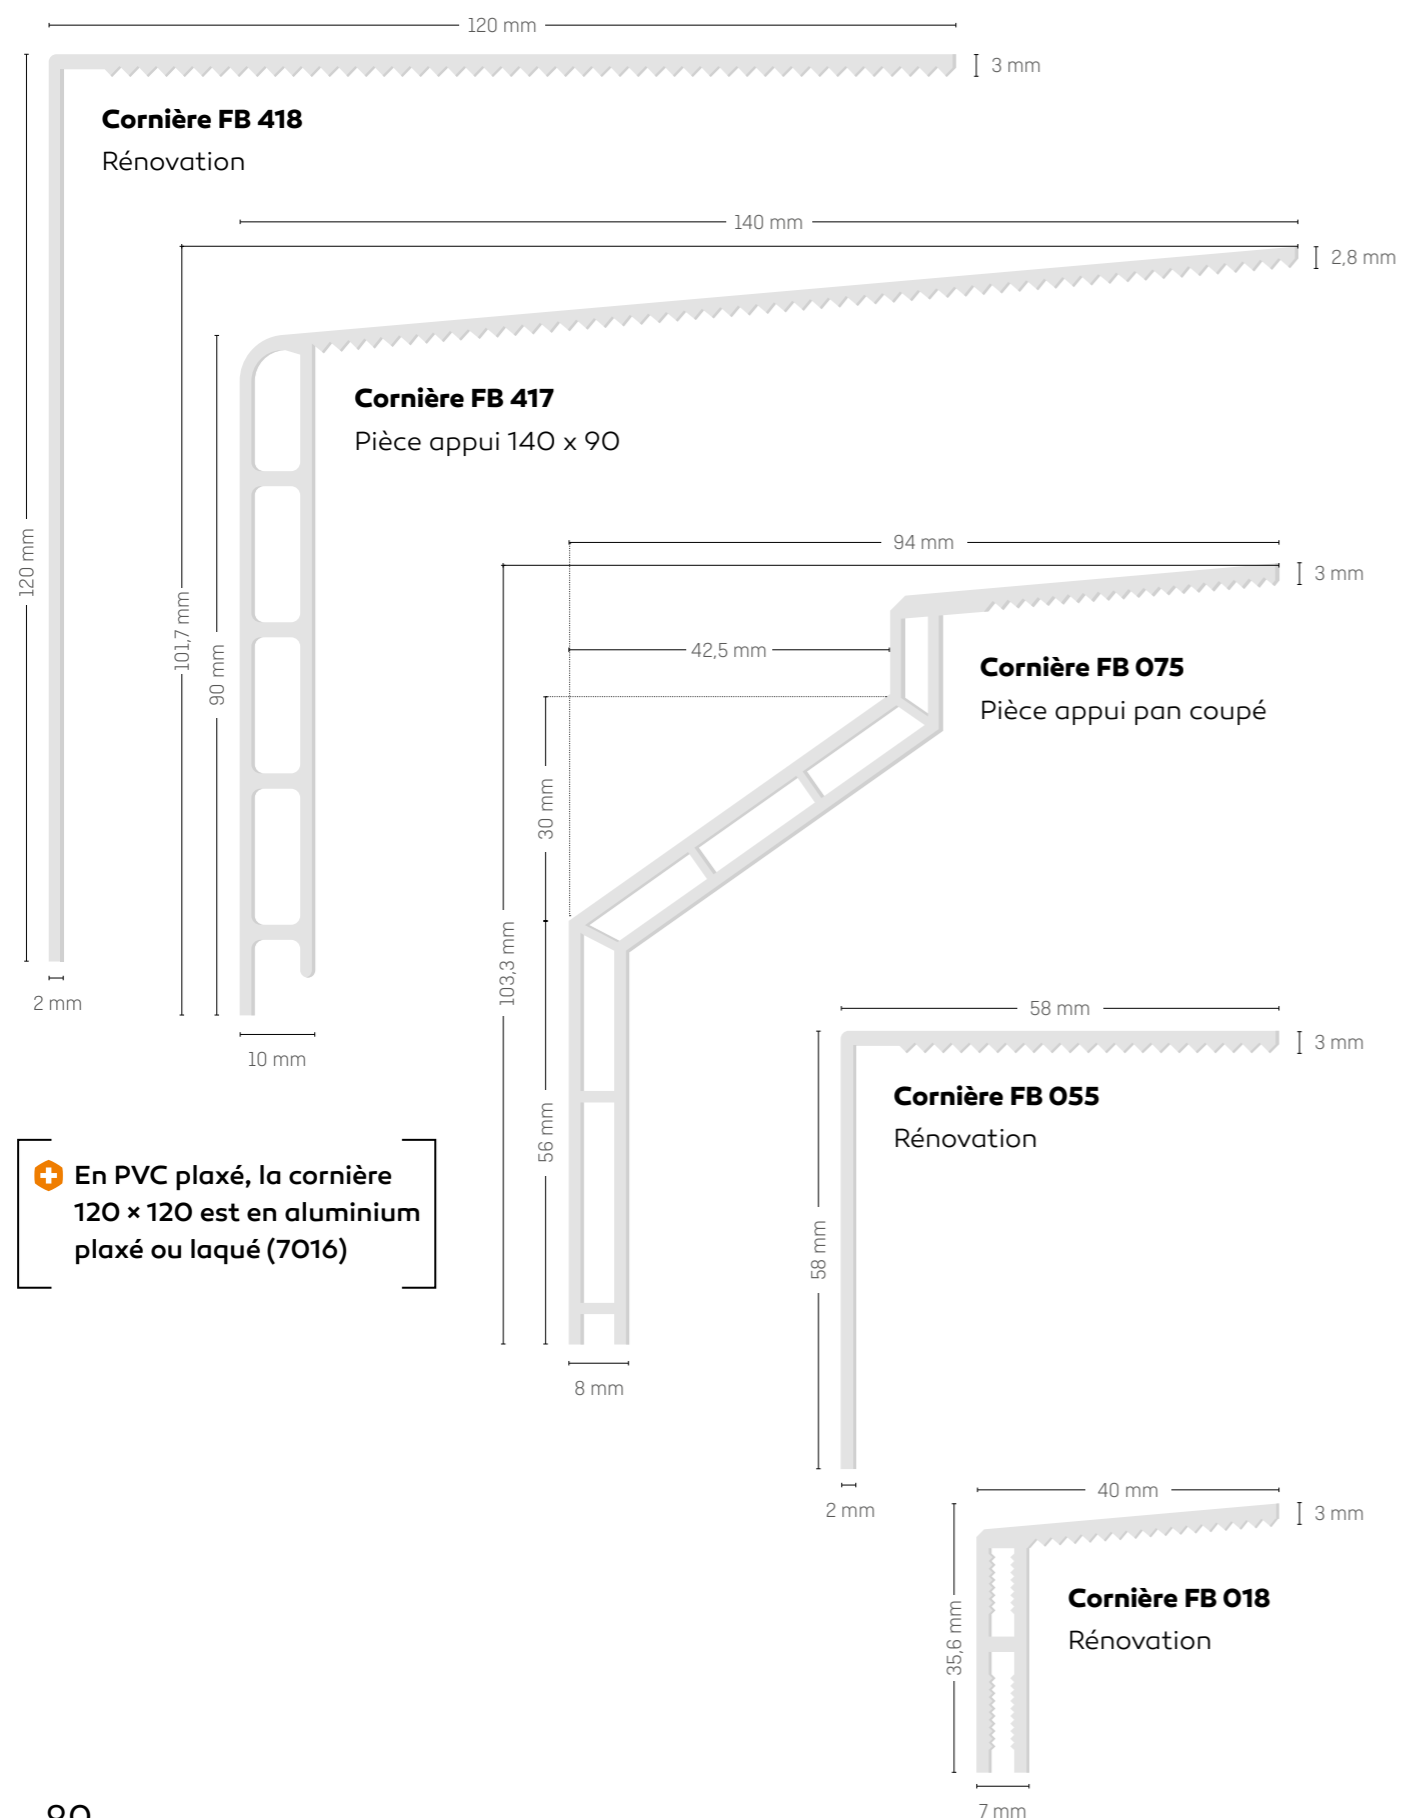 120 mm
3 mm
Cornière FB 418
Rénovation
120 mm
2 mm
140 mm
2,8 mm
Cornière FB 417
Pièce appui 140 x 90
101,7 mm
90 mm
10 mm
94 mm
3 mm
42,5 mm
Cornière FB 075
Pièce appui pan coupé
30 mm
103,3 mm
56 mm
8 mm
58 mm
3 mm
Cornière FB 055
Rénovation
58 mm
2 mm
En PVC plaxé, la cornière
120 × 120 est en aluminium
plaxé ou laqué (7016)
40 mm
3 mm
Cornière FB 018
Rénovation
35,6 mm
7 mm